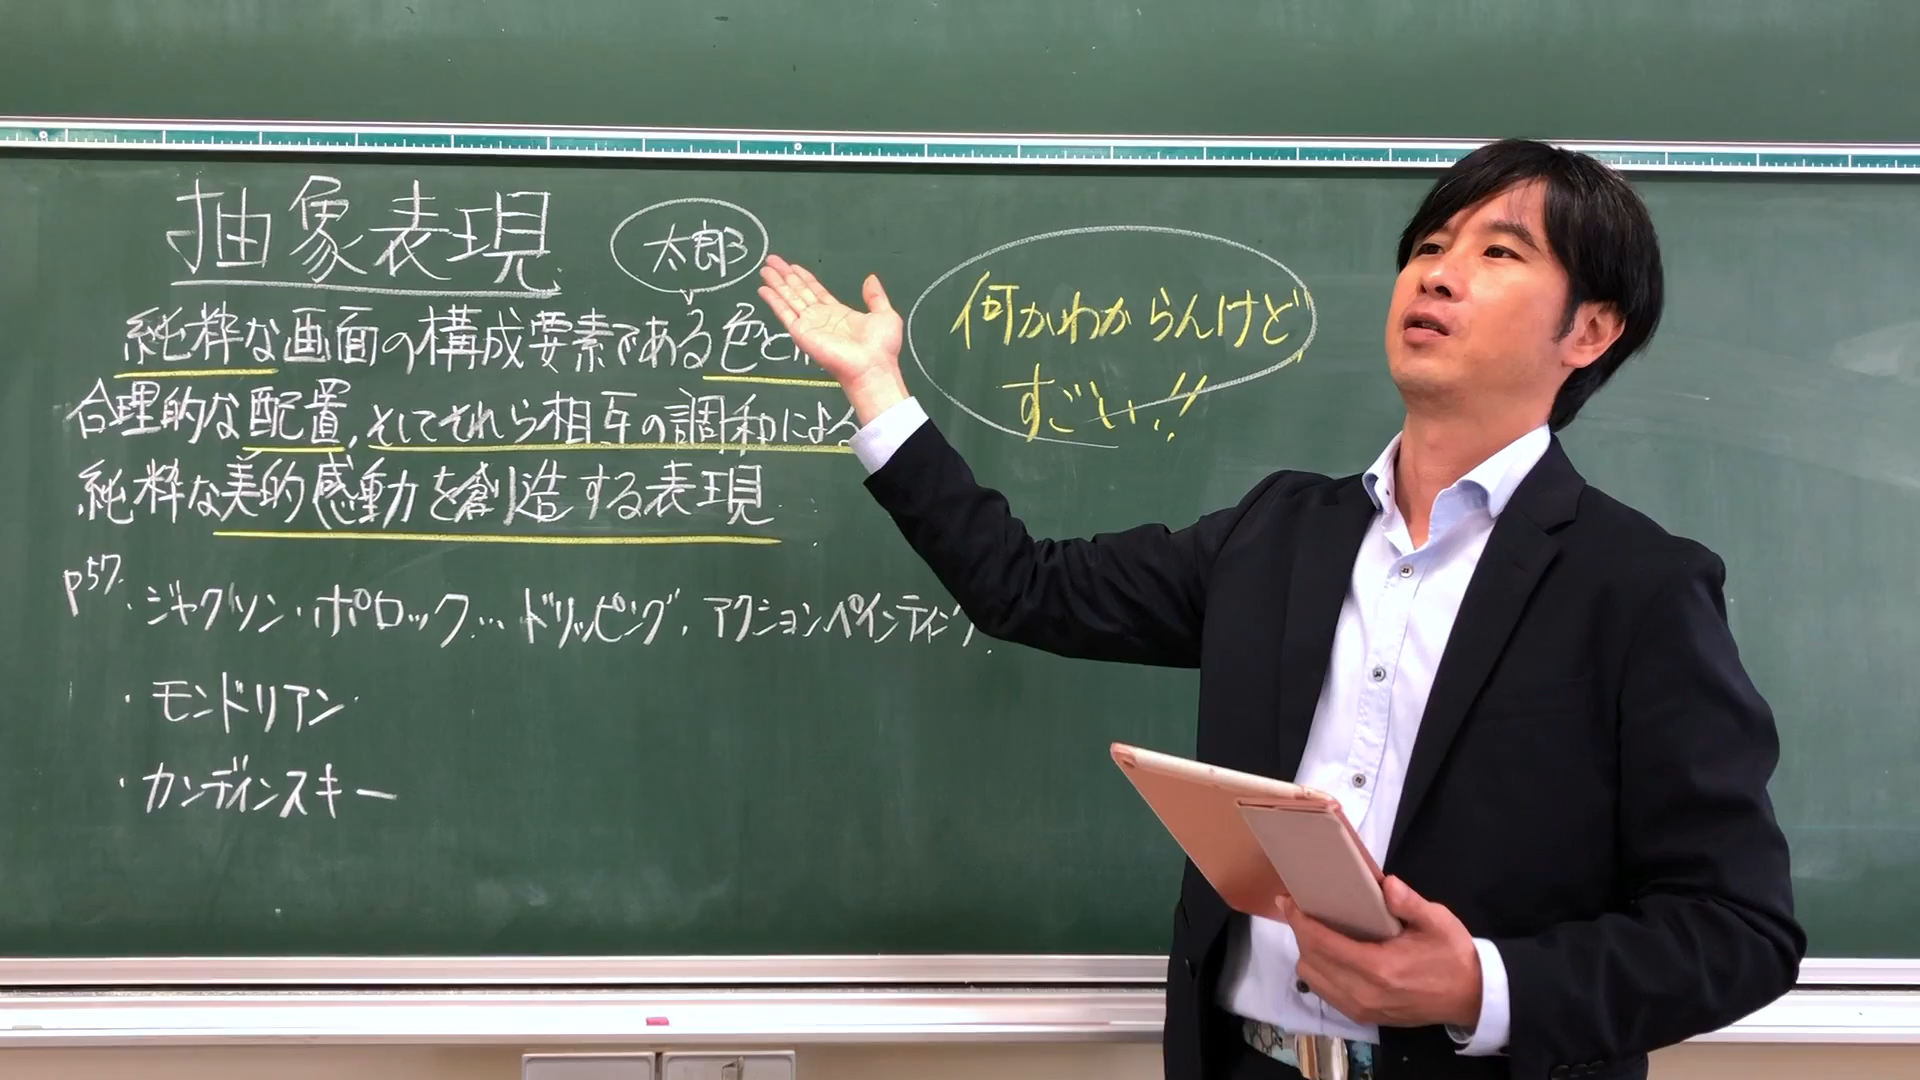 抽象表現
太郎
純粋な画面の構成要素である色と
合理的な配置,そしてそれら相互の調和による
純粋な美的感動を創造する表現
何かわからんけど
すごい!!
p57.
・ジャクソン・ポロック…ドリッピング,アクションペインティング.
・モンドリアン
・カンディンスキー